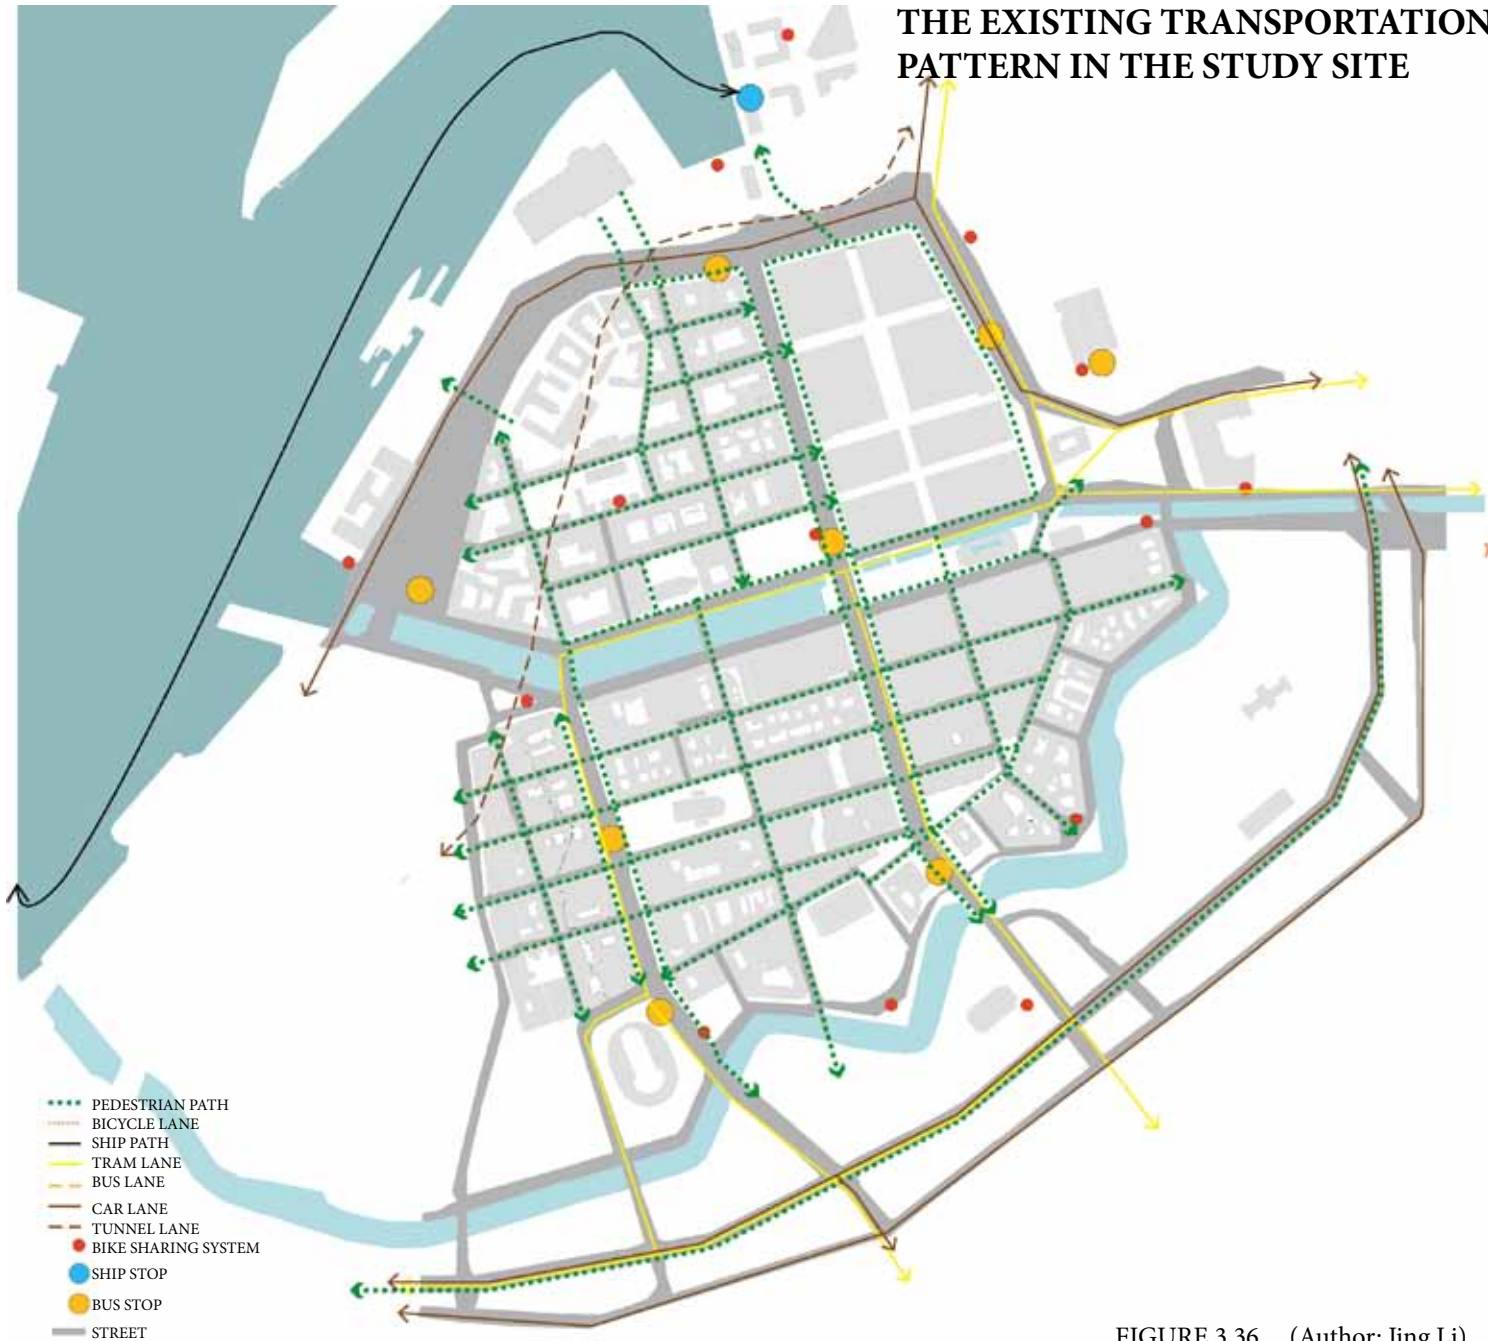 THE EXISTING TRANSPORTATION
PATTERN IN THE STUDY SITE
PEDESTRIAN PATH
BICYCLE LANE
SHIP PATH
TRAM LANE
BUS LANE
CAR LANE
TUNNEL LANE
BIKE SHARING SYSTEM
SHIP STOP
BUS STOP
STREET
FIGURE 3.36 (Author: Jing Li)